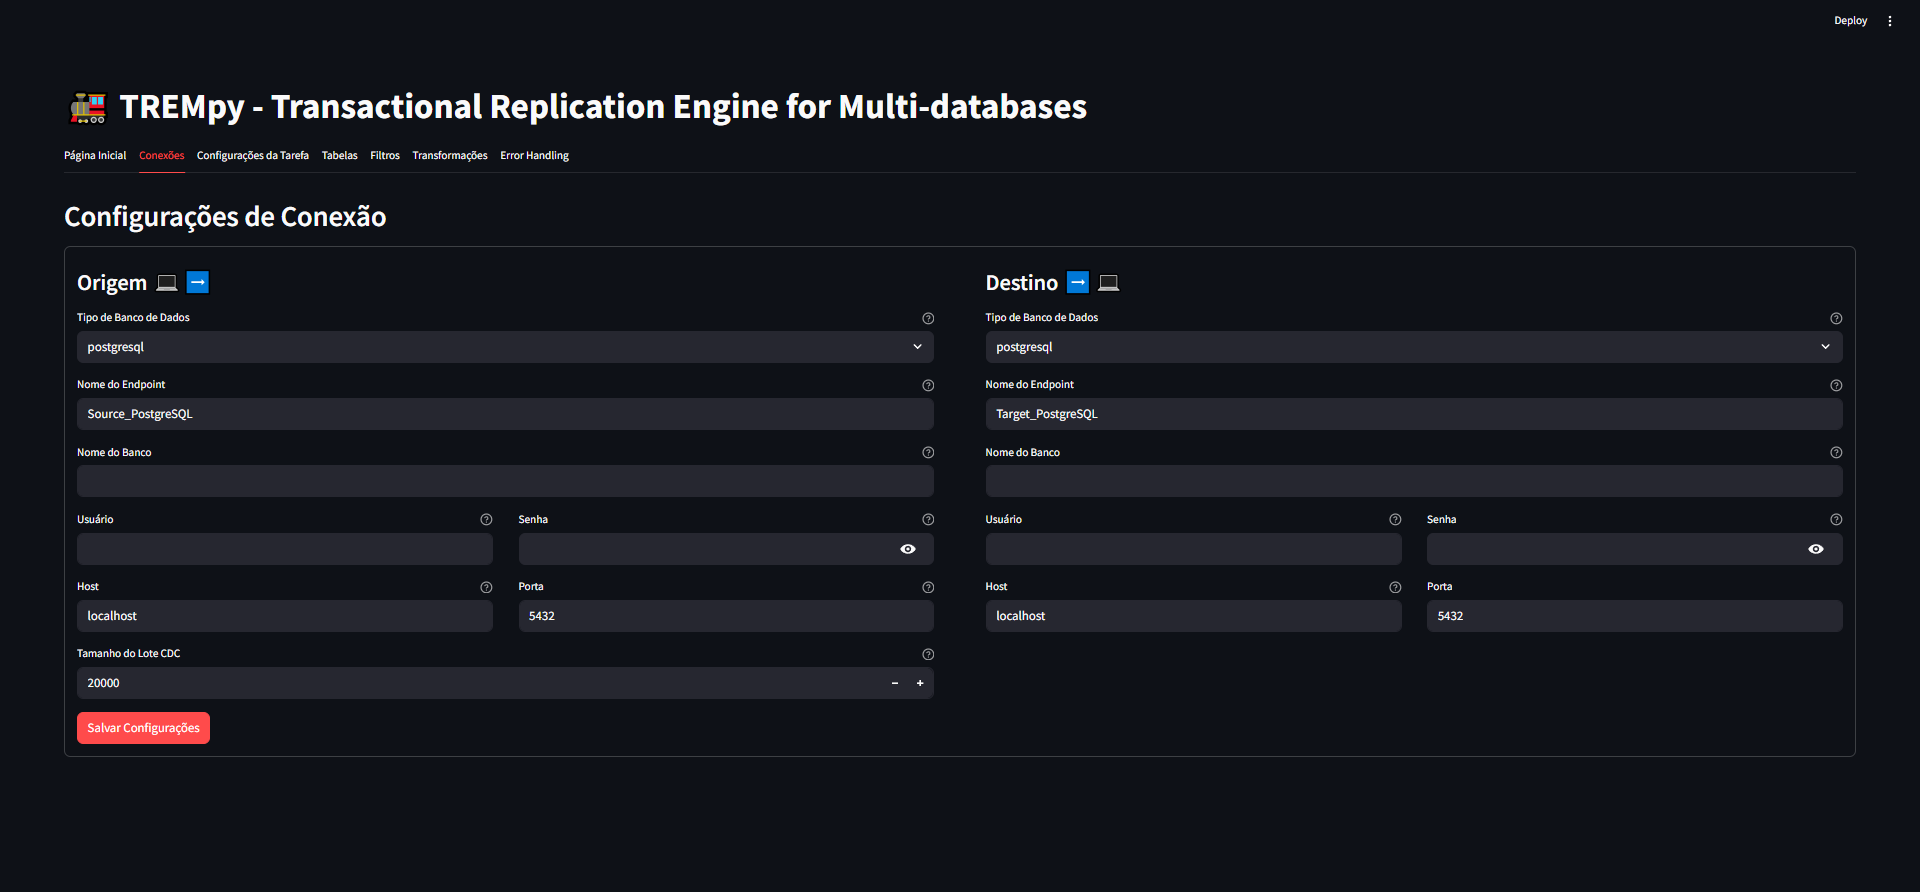 Deploy
TREMpy - Transactional Replication Engine for Multi-databases
Página Inicial Conexões Configurações da Tarefa Tabelas Filtros Transformações Error Handling
Configurações de Conexão
Origem
Tipo de Banco de Dados
postgresql
Nome do Endpoint
Source_PostgreSQL
Nome do Banco
Usuário Senha
Host Porta
localhost 5432
Tamanho do Lote CDC
20000
Salvar Configurações
Destino
Tipo de Banco de Dados
postgresql
Nome do Endpoint
Target_PostgreSQL
Nome do Banco
Usuário Senha
Host Porta
localhost 5432